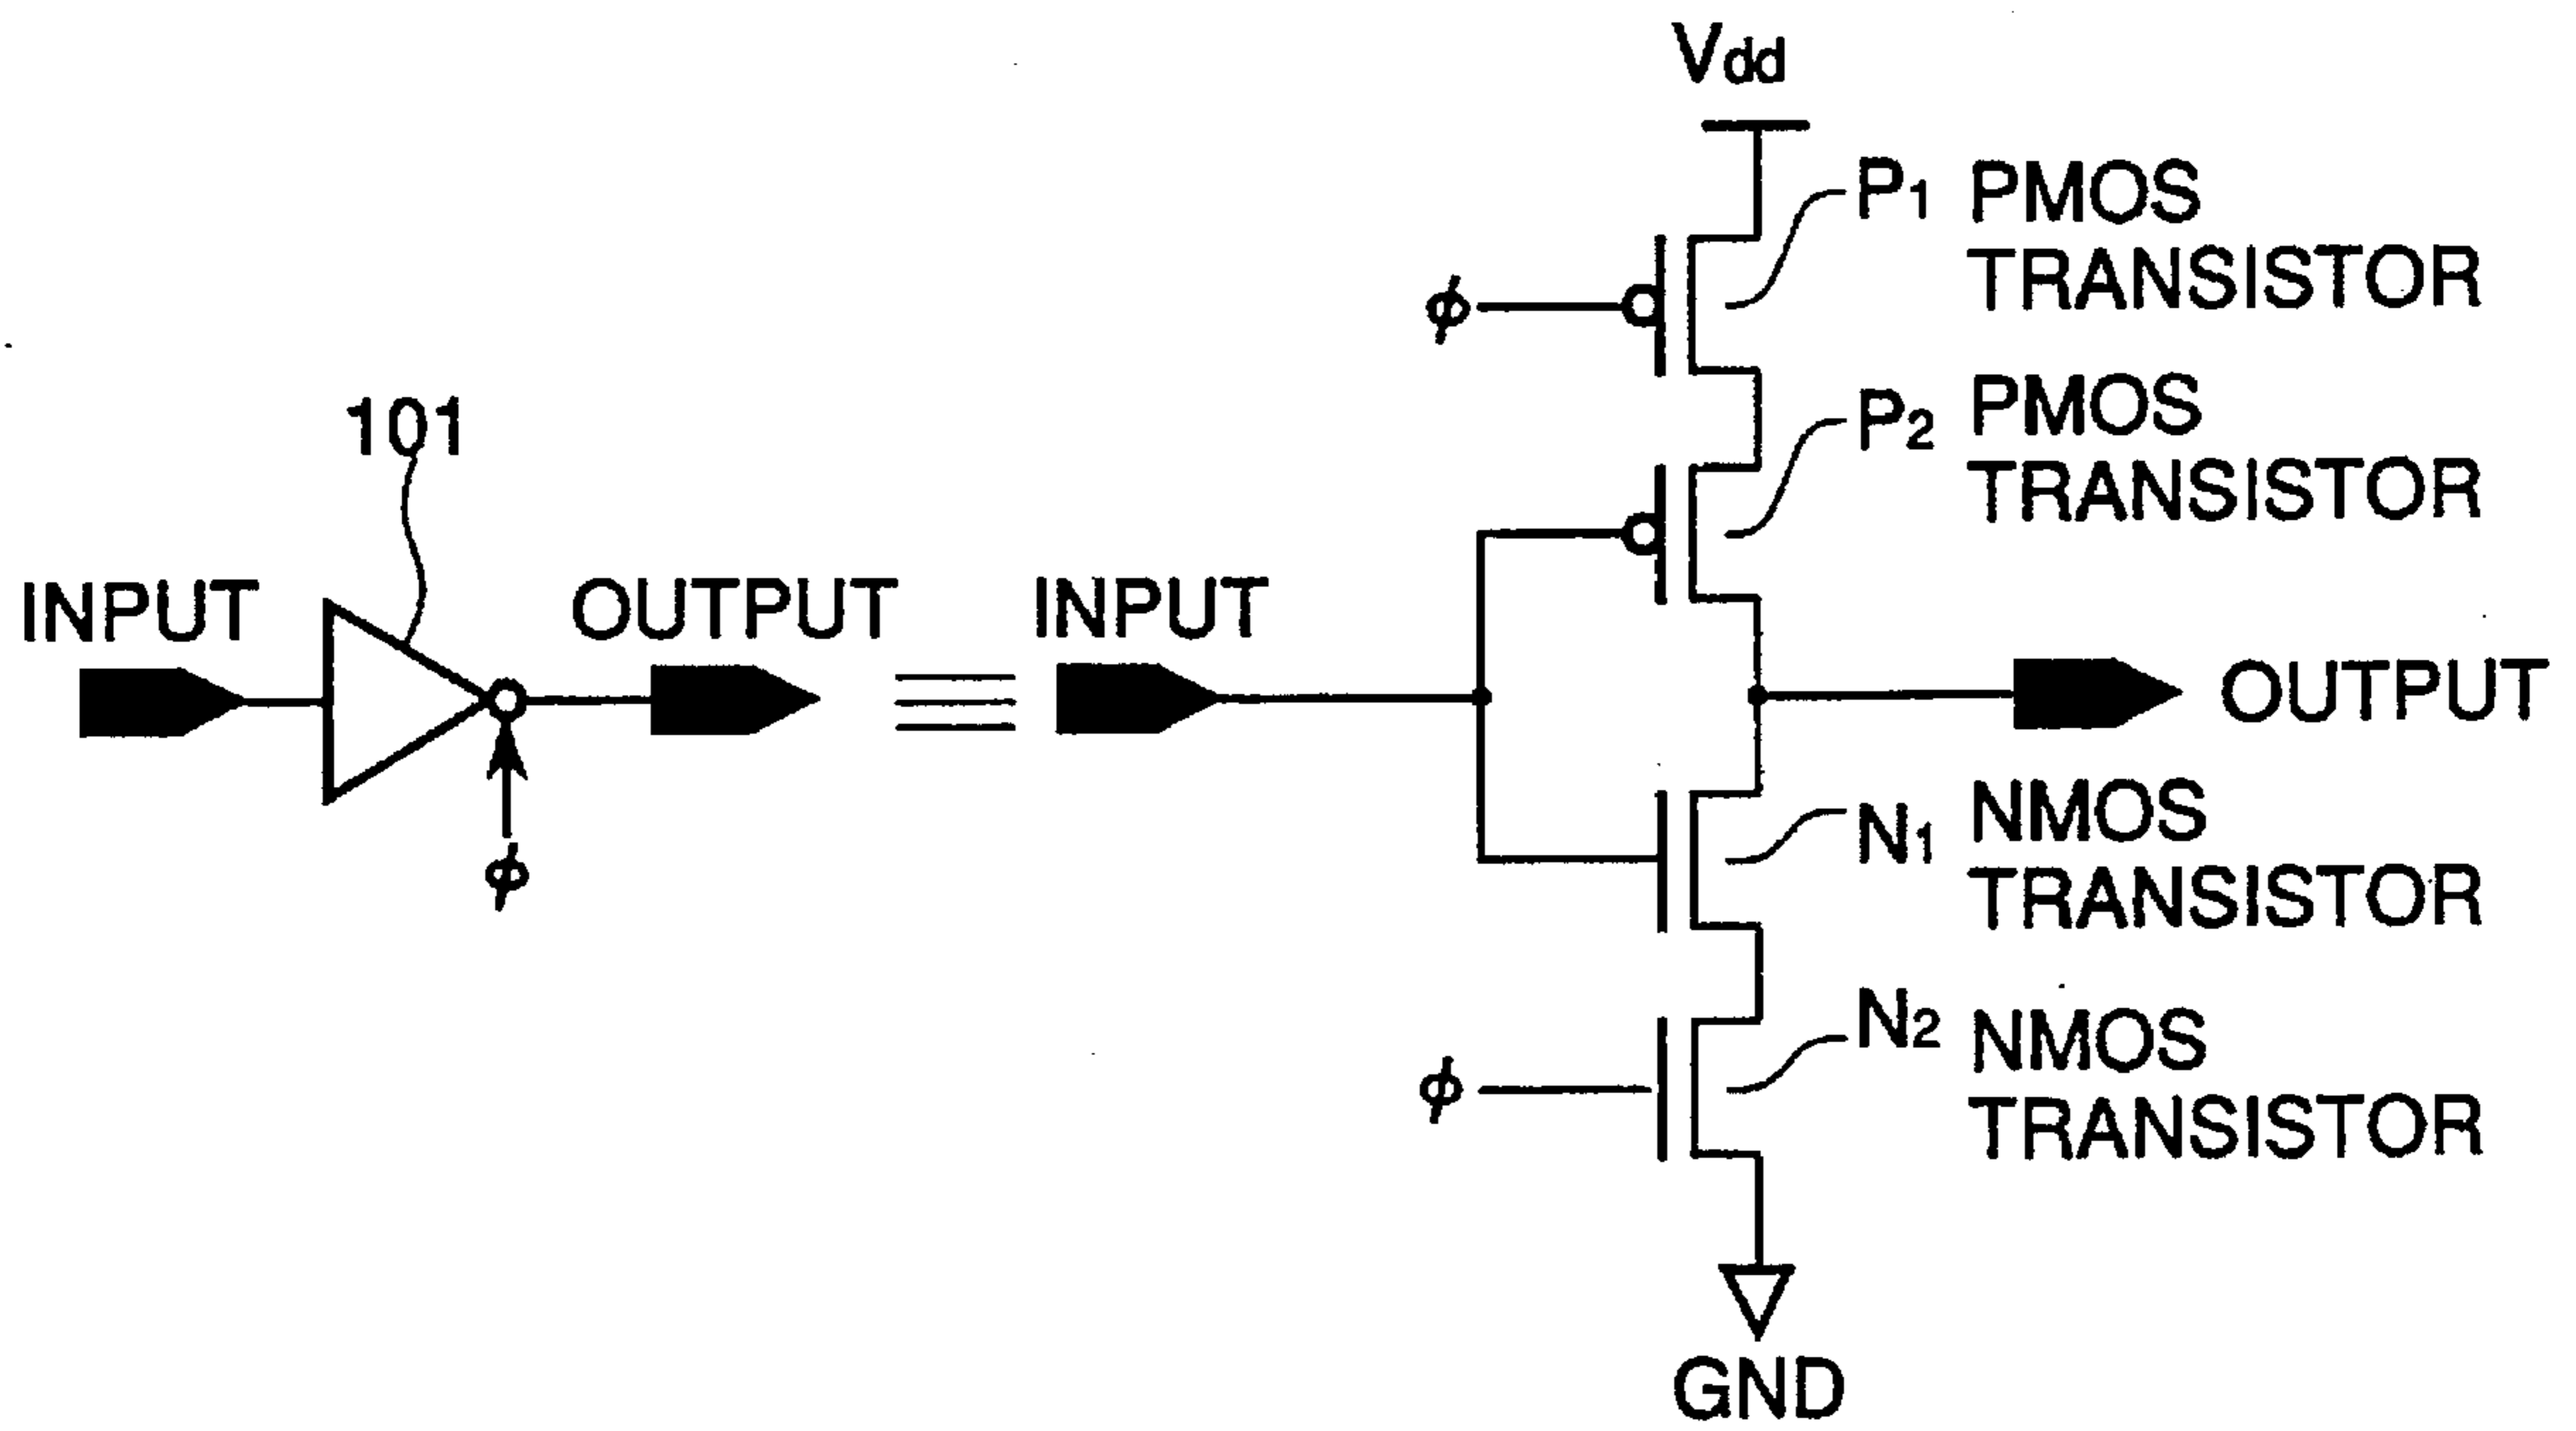 Vdd
P1 PMOS
TRANSISTOR
ϕ
P2 PMOS
TRANSISTOR
101
INPUT
OUTPUT
INPUT
OUTPUT
ϕ
N1 NMOS
TRANSISTOR
N2 NMOS
TRANSISTOR
ϕ
GND